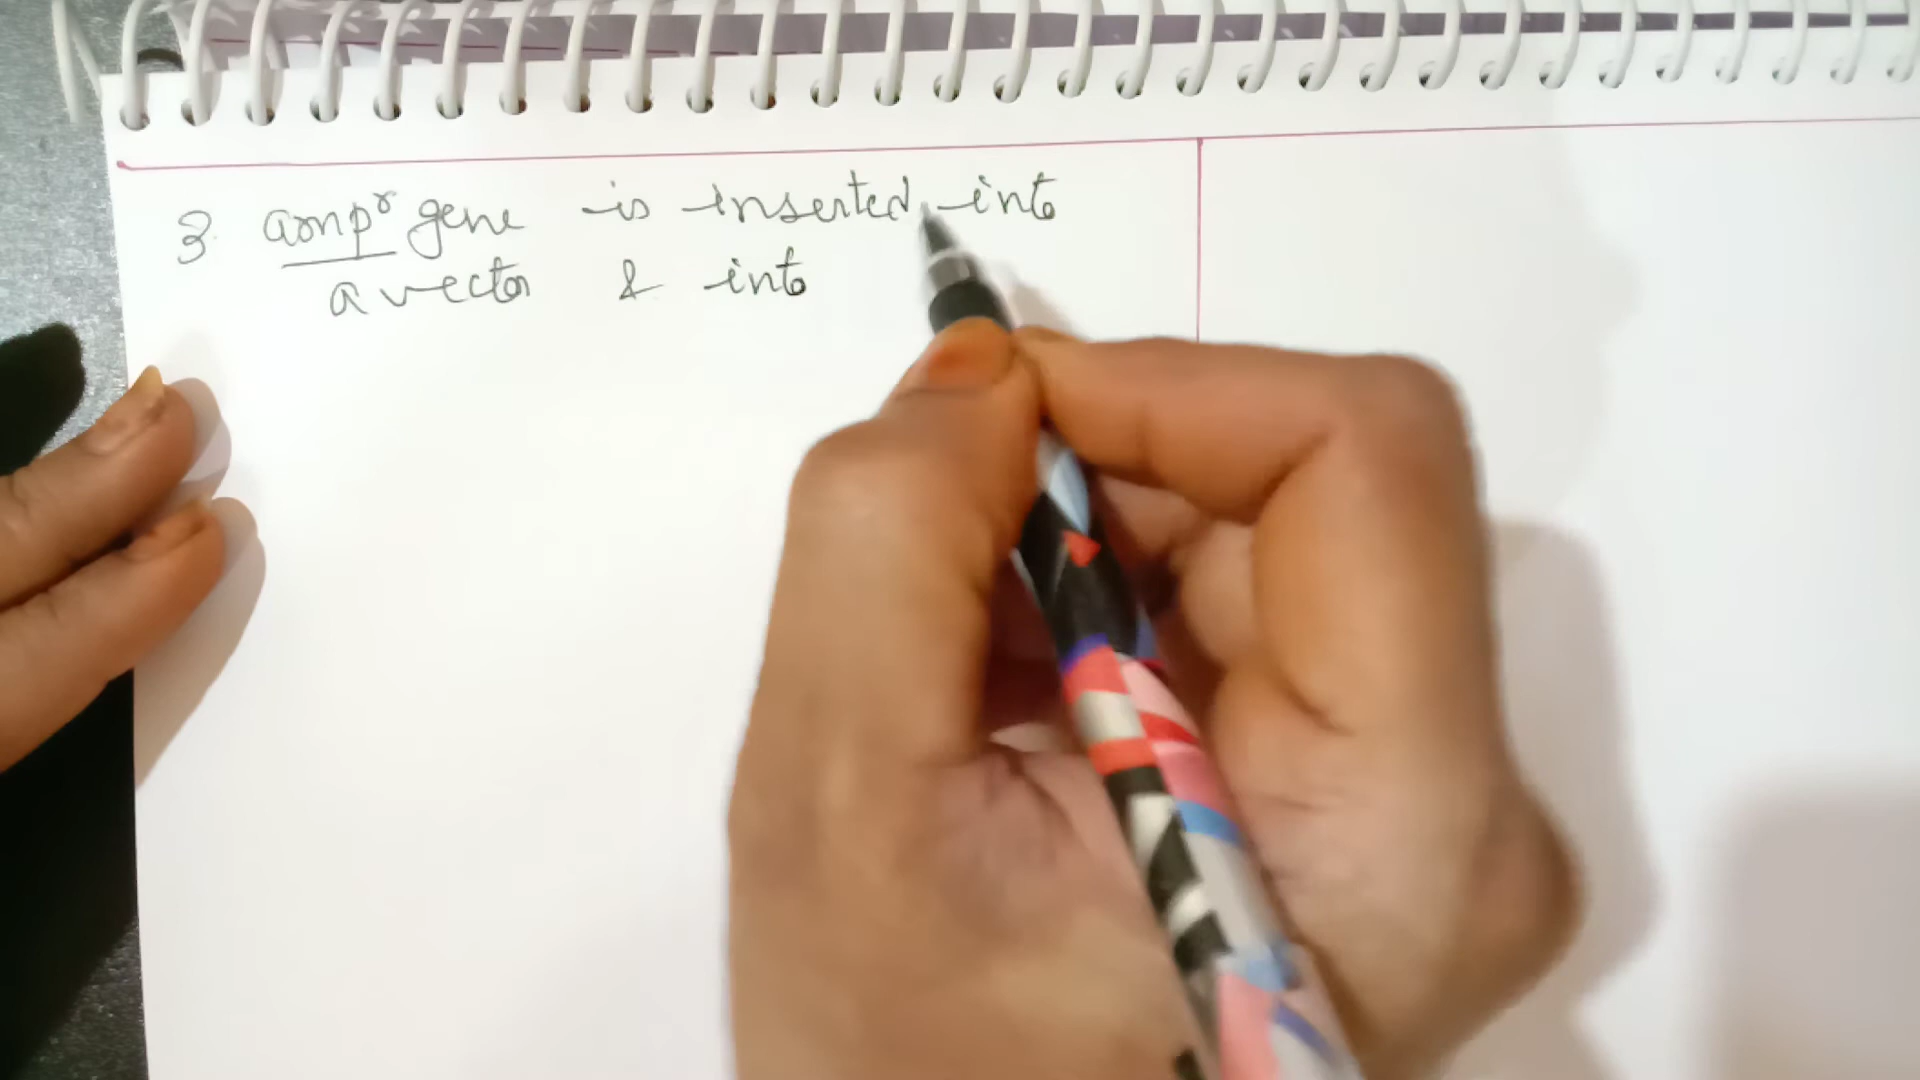 3. ampʳ gene is inserted into
a vector & into